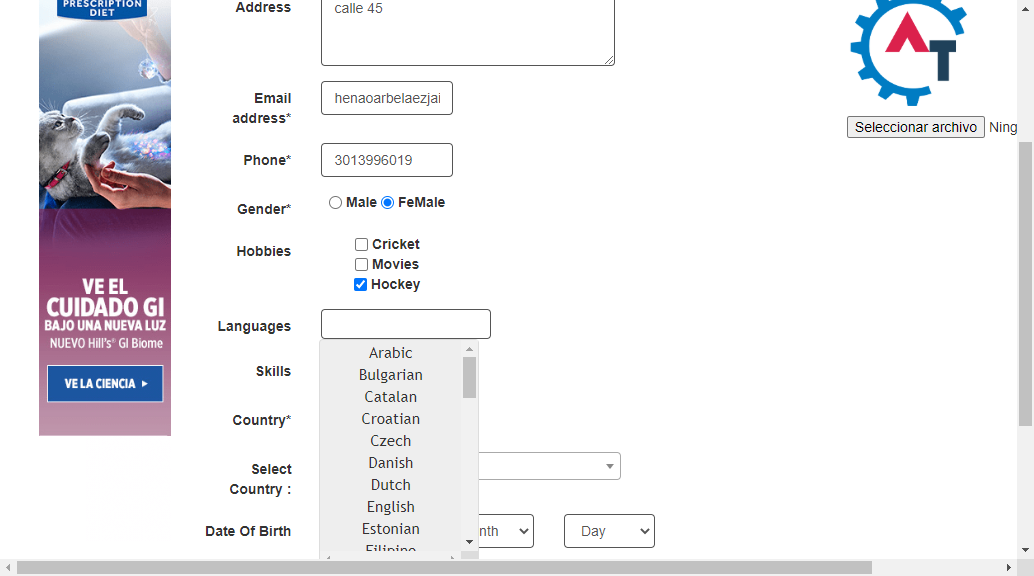 PRESCRIPTION
DIET
VE EL
CUIDADO GI
BAJO UNA NUEVA LUZ
NUEVO Hill's® GI Biome
VE LA CIENCIA ▸
Address
calle 45
Email
address*
henaoarbelaezjai
Phone*
3013996019
Gender*
Male
FeMale
Hobbies
Cricket
Movies
Hockey
Languages
Arabic
Bulgarian
Catalan
Croatian
Czech
Danish
Dutch
English
Estonian
Filipino
Skills
Country*
Select
Country :
Date Of Birth
nth
Day
AT
Seleccionar archivo Ning